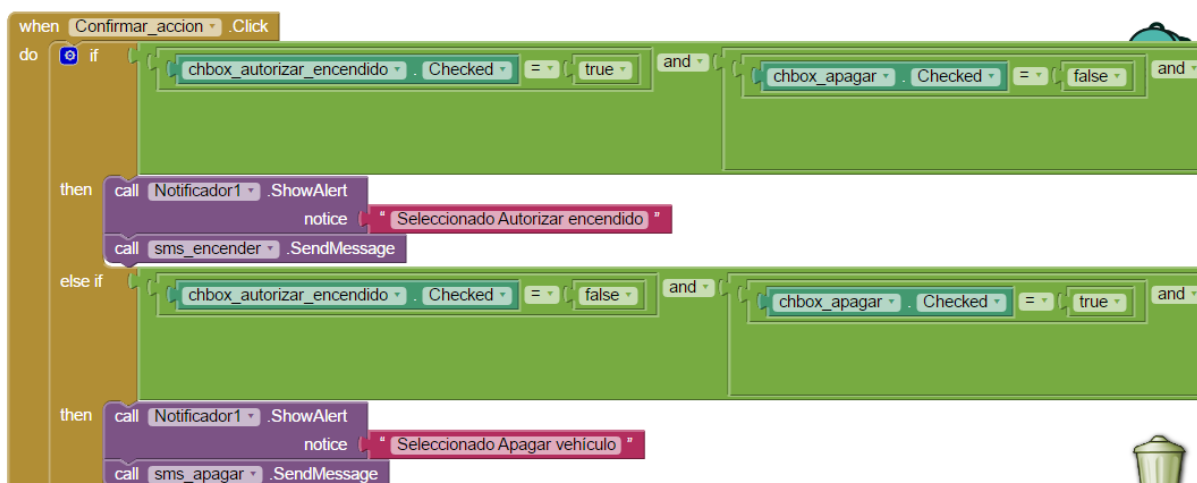 when Confirmar_accion .Click
do if chbox_autorizar_encendido . Checked = true and chbox_apagar . Checked = false and
then call Notificador1 .ShowAlert
notice " Seleccionado Autorizar encendido "
call sms_encender .SendMessage
else if chbox_autorizar_encendido . Checked = false and chbox_apagar . Checked = true and
then call Notificador1 .ShowAlert
notice " Seleccionado Apagar vehículo "
call sms_apagar .SendMessage